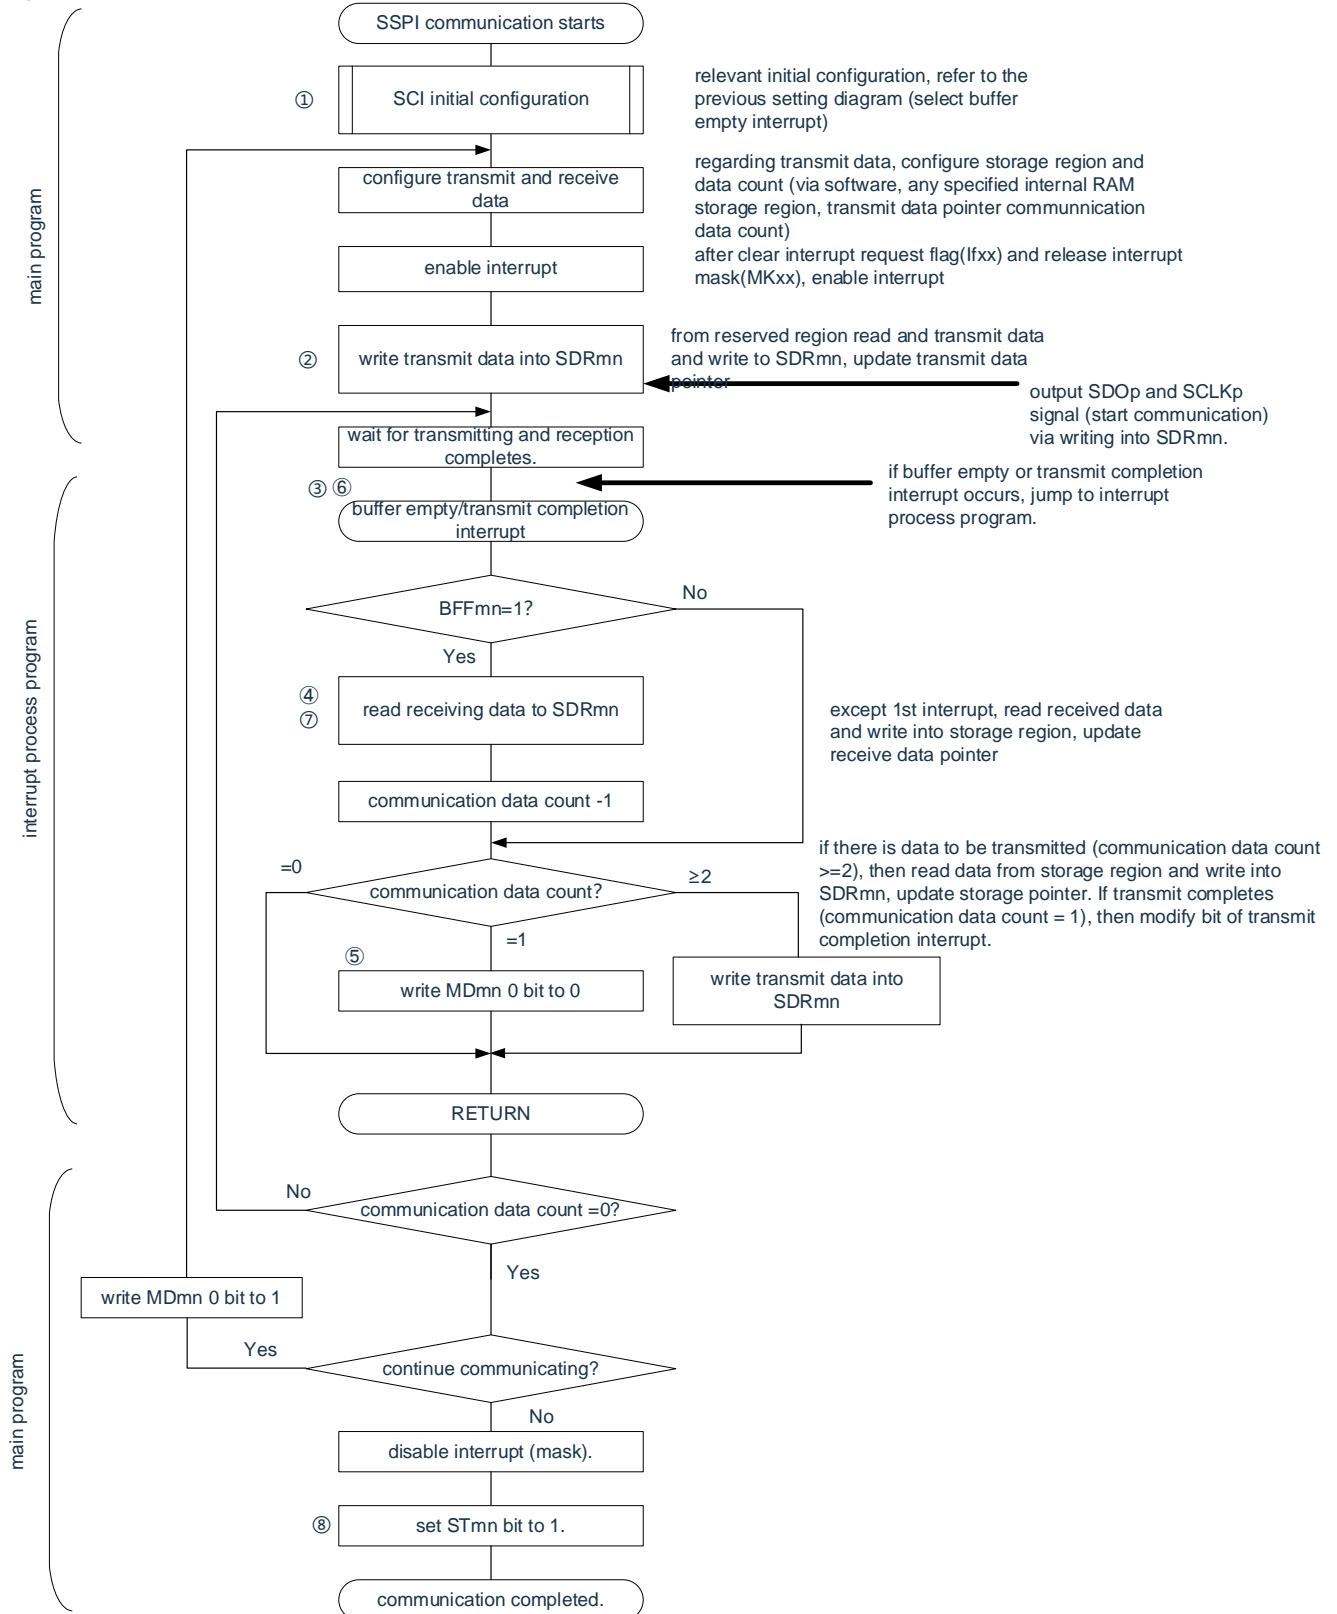 SSPI communication starts
①
SCI initial configuration
relevant initial configuration, refer to the
previous setting diagram (select buffer
empty interrupt)
configure transmit and receive
data
regarding transmit data, configure storage region and
data count (via software, any specified internal RAM
storage region, transmit data pointer communnication
data count)
after clear interrupt request flag(Ifxx) and release interrupt
mask(MKxx), enable interrupt
main program
enable interrupt
②
write transmit data into SDRmn
from reserved region read and transmit data
and write to SDRmn, update transmit data
pointer
output SDOp and SCLKp
signal (start communication)
via writing into SDRmn.
wait for transmitting and reception
completes.
③ ⑥
if buffer empty or transmit completion
interrupt occurs, jump to interrupt
process program.
buffer empty/transmit completion
interrupt
BFFmn=1?
No
Yes
interrupt process program
④
⑦
read receiving data to SDRmn
except 1st interrupt, read received data
and write into storage region, update
receive data pointer
communication data count -1
if there is data to be transmitted (communication data count
>=2), then read data from storage region and write into
SDRmn, update storage pointer. If transmit completes
(communication data count = 1), then modify bit of transmit
completion interrupt.
=0
communication data count?
≥2
=1
⑤
write MDmn 0 bit to 0
write transmit data into
SDRmn
RETURN
No
communication data count =0?
Yes
write MDmn 0 bit to 1
Yes
continue communicating?
No
main program
disable interrupt (mask).
⑧
set STmn bit to 1.
communication completed.